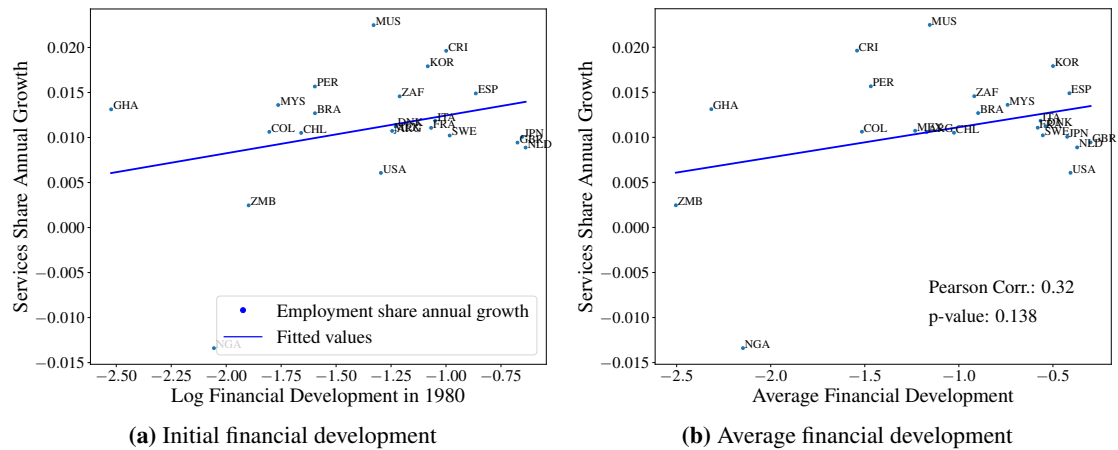 Services Share Annual Growth
0.020
0.015
0.010
0.005
0.000
−0.005
−0.010
−0.015
MUS
CRI
KOR
PER
ZAF
ESP
GHA
MYS
BRA
ITA
DNK
COL
CHL
ARG
FRA
SWE
JPN
GBR
NLD
USA
ZMB
NGA
Employment share annual growth
Fitted values
−2.50 −2.25 −2.00 −1.75 −1.50 −1.25 −1.00 −0.75
Log Financial Development in 1980
(a) Initial financial development
Services Share Annual Growth
0.020
0.015
0.010
0.005
0.000
−0.005
−0.010
−0.015
MUS
CRI
KOR
PER
ZAF
ESP
GHA
MYS
BRA
ITA
DNK
COL
MEX
ARG
CHL
SWE
JPN
GBR
NLD
USA
ZMB
NGA
Pearson Corr.: 0.32
p-value: 0.138
−2.5 −2.0 −1.5 −1.0 −0.5
Average Financial Development
(b) Average financial development